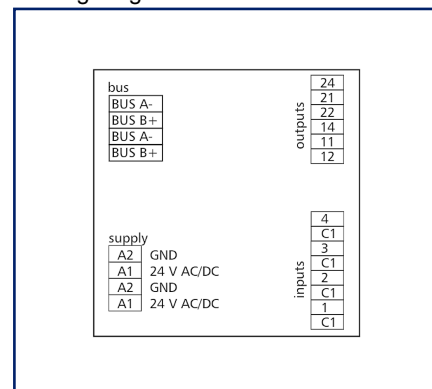 bus
BUS A-
BUS B+
BUS A-
BUS B+
outputs
24
21
22
14
11
12
supply
A2 GND
A1 24 V AC/DC
A2 GND
A1 24 V AC/DC
inputs
4
C1
3
C1
2
C1
1
C1